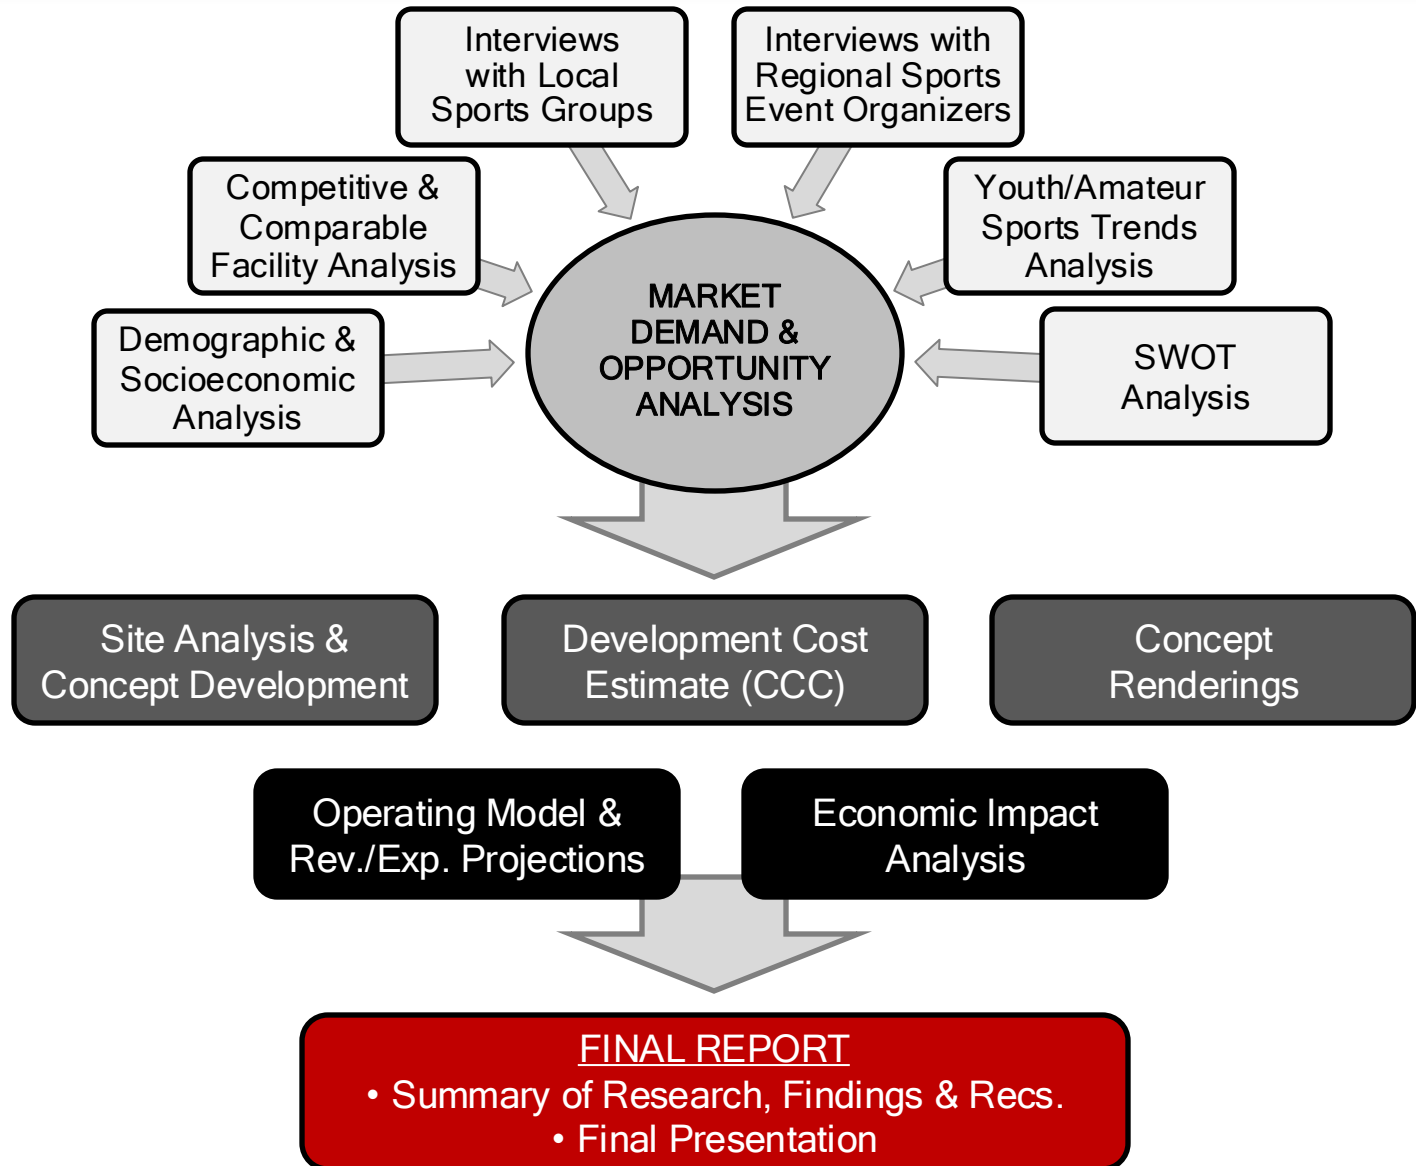 Interviews
with Local
Sports Groups
Interviews with
Regional Sports
Event Organizers
Competitive &
Comparable
Facility Analysis
Youth/Amateur
Sports Trends
Analysis
Demographic &
Socioeconomic
Analysis
MARKET
DEMAND &
OPPORTUNITY
ANALYSIS
SWOT
Analysis
Site Analysis &
Concept Development
Development Cost
Estimate (CCC)
Concept
Renderings
Operating Model &
Rev./Exp. Projections
Economic Impact
Analysis
FINAL REPORT
• Summary of Research, Findings & Recs.
• Final Presentation